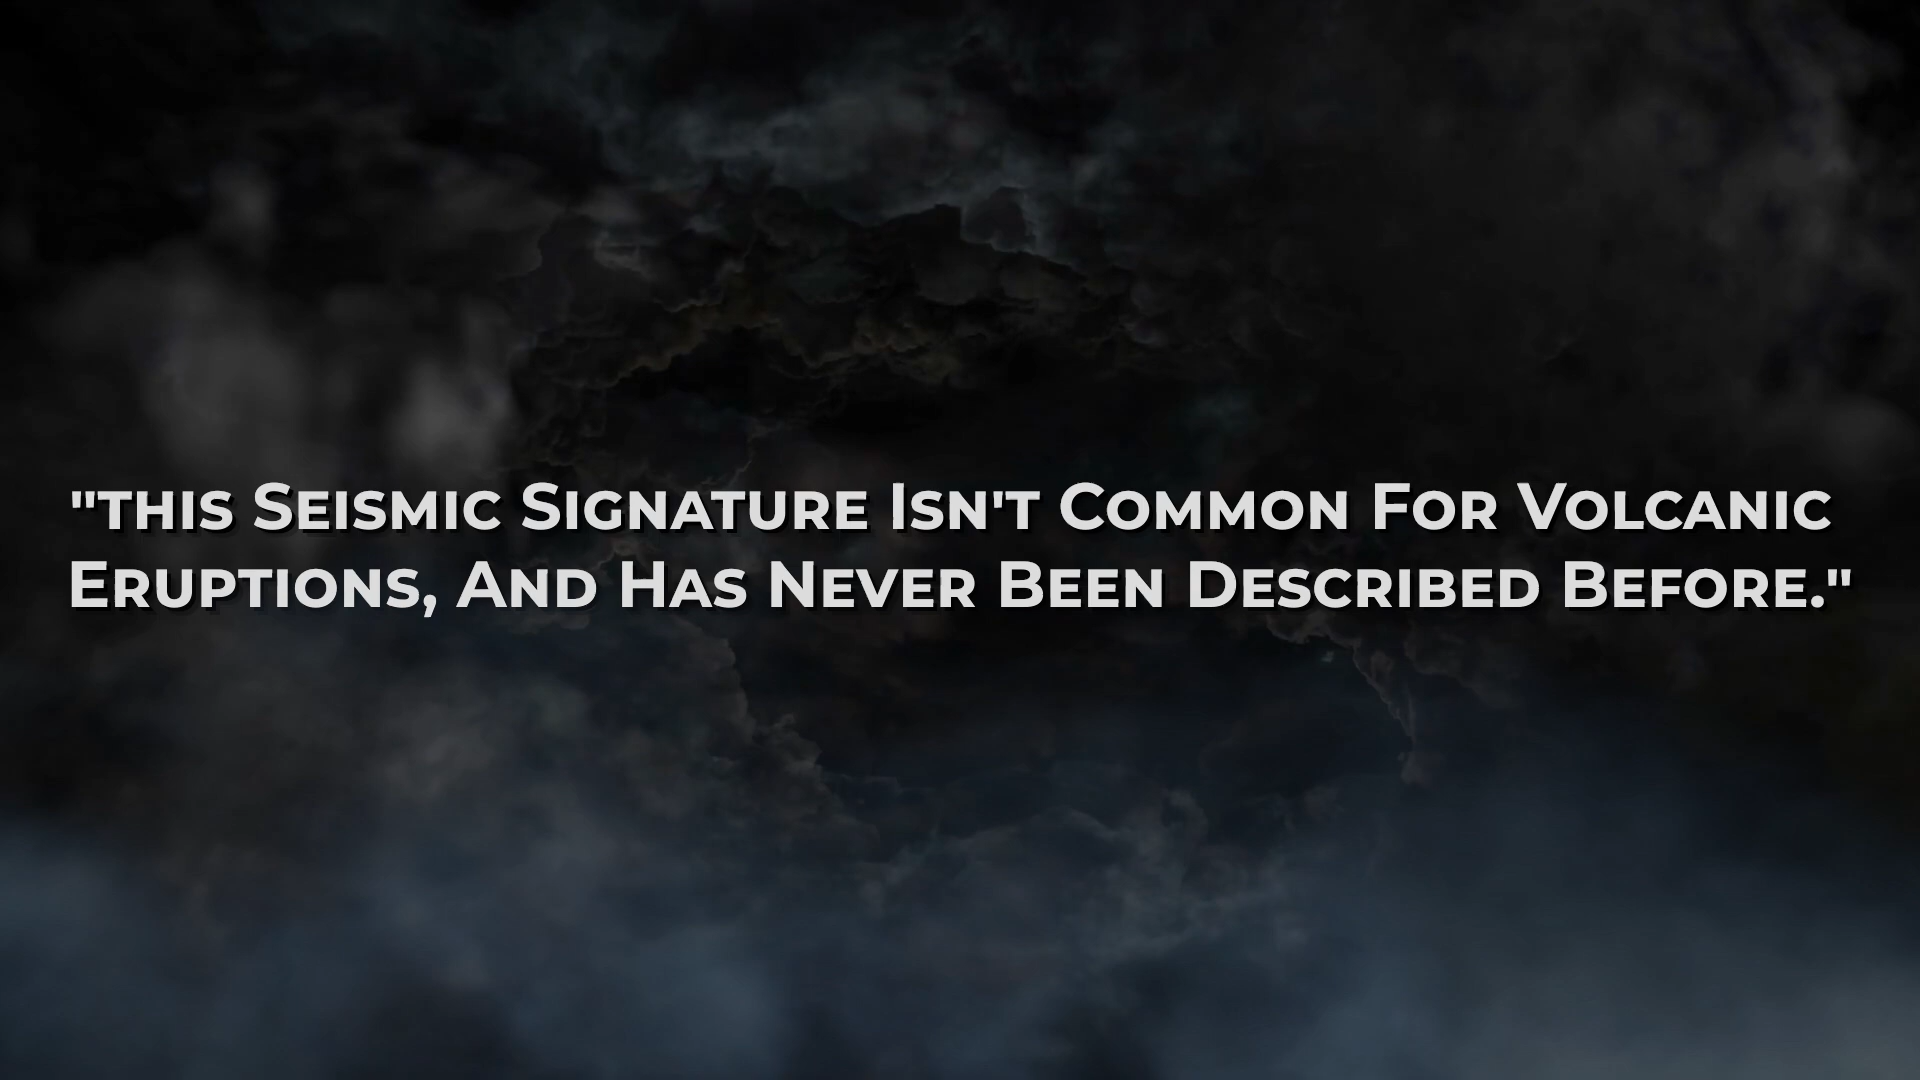 "this Seismic Signature Isn't Common For Volcanic
Eruptions, And Has Never Been Described Before."